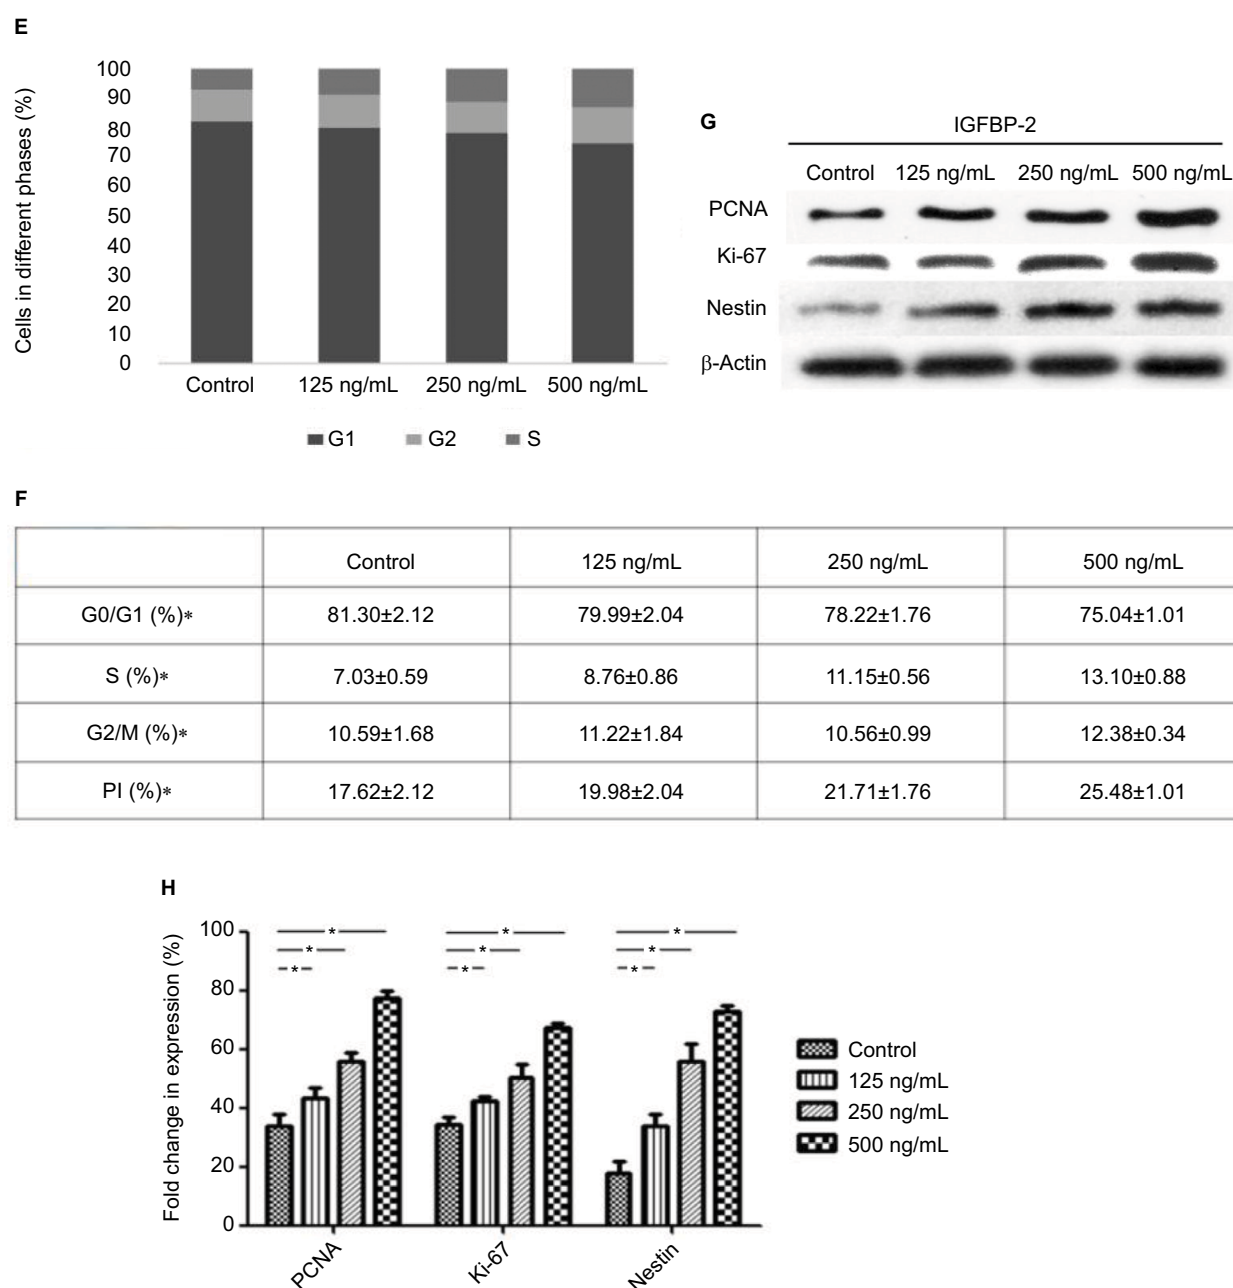 E
Cells in different phases (%)
100
90
80
70
60
50
40
30
20
10
0
Control 125 ng/mL 250 ng/mL 500 ng/mL
G1 G2 S
G
IGFBP-2
Control 125 ng/mL 250 ng/mL 500 ng/mL
PCNA
Ki-67
Nestin
β-Actin
F
Control 125 ng/mL 250 ng/mL 500 ng/mL
G0/G1 (%)* 81.30±2.12 79.99±2.04 78.22±1.76 75.04±1.01
S (%)* 7.03±0.59 8.76±0.86 11.15±0.56 13.10±0.88
G2/M (%)* 10.59±1.68 11.22±1.84 10.56±0.99 12.38±0.34
PI (%)* 17.62±2.12 19.98±2.04 21.71±1.76 25.48±1.01
H
Fold change in expression (%)
100
80
60
40
20
0
* * *
* * *
* * *
PCNA Ki-67 Nestin
Control
125 ng/mL
250 ng/mL
500 ng/mL